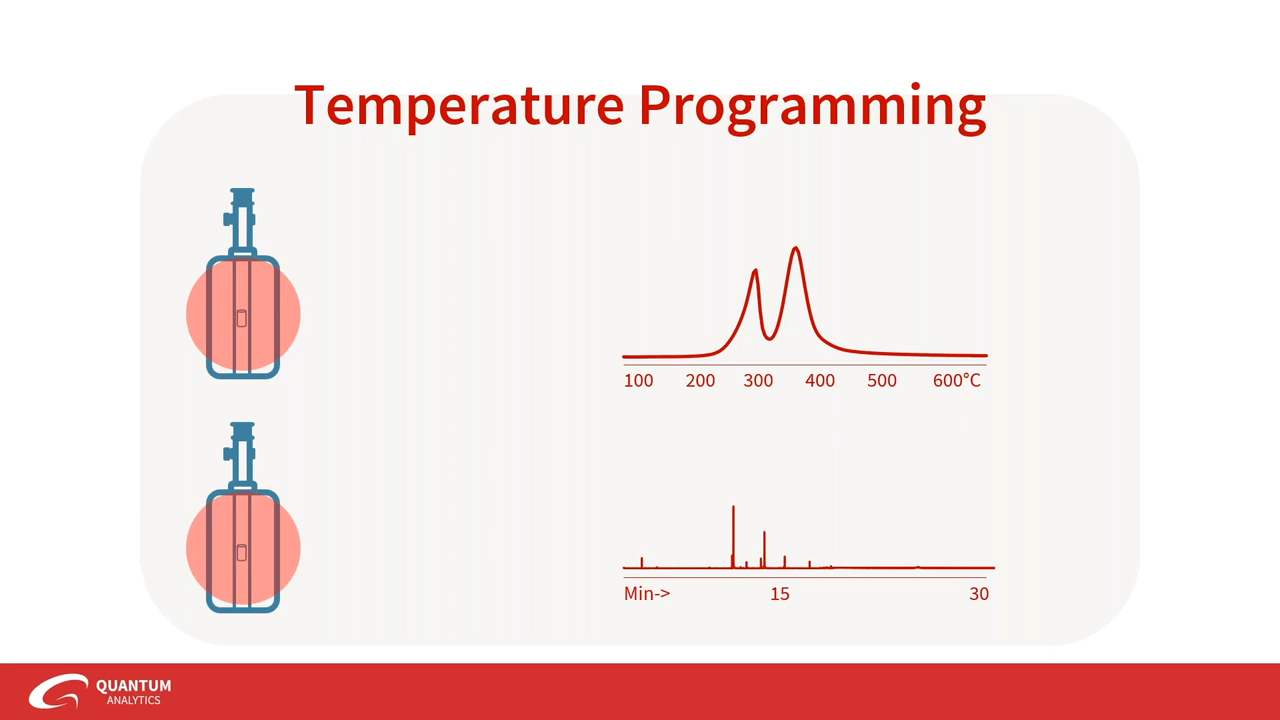 Temperature Programming
100 200 300 400 500 600°C
Min-> 15 30
QUANTUM
ANALYTICS